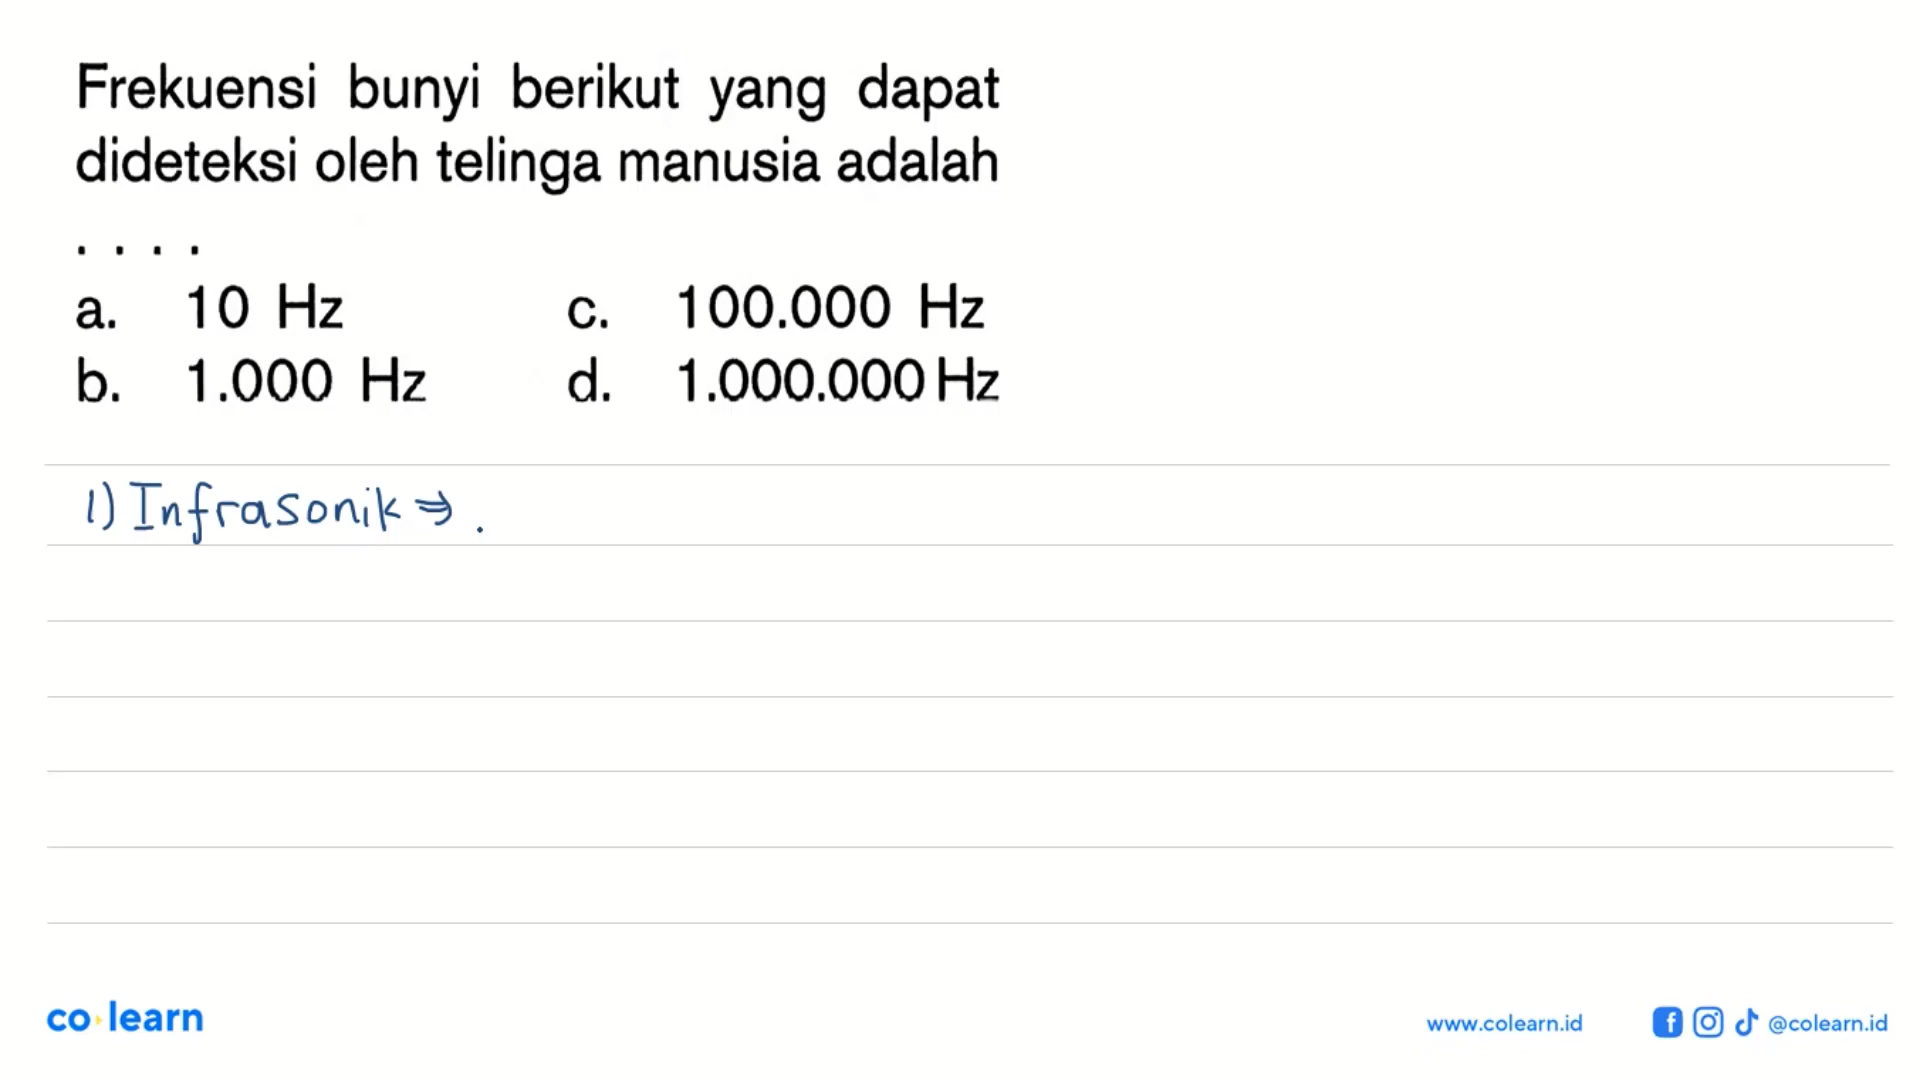 Frekuensi bunyi berikut yang dapat
dideteksi oleh telinga manusia adalah
. . . .
a. 10 Hz c. 100.000 Hz
b. 1.000 Hz d. 1.000.000 Hz
1) Infrasonik ⇒ .
co learn
www.colearn.id @colearn.id